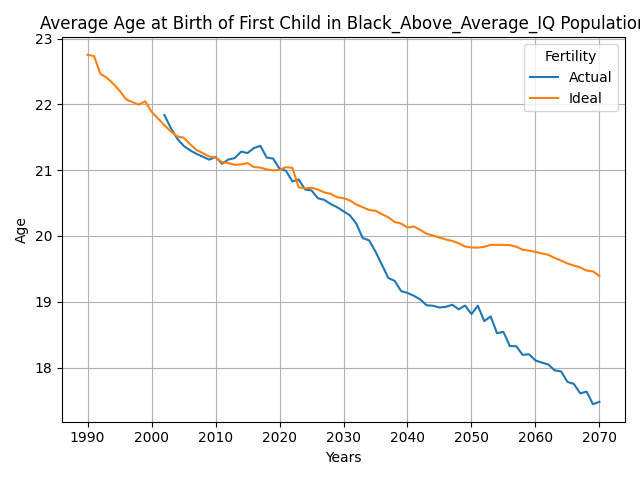 Average Age at Birth of First Child in Black_Above_Average_IQ Population
23
22
21
20
19
18
Age
Fertility
Actual
Ideal
1990 2000 2010 2020 2030 2040 2050 2060 2070
Years